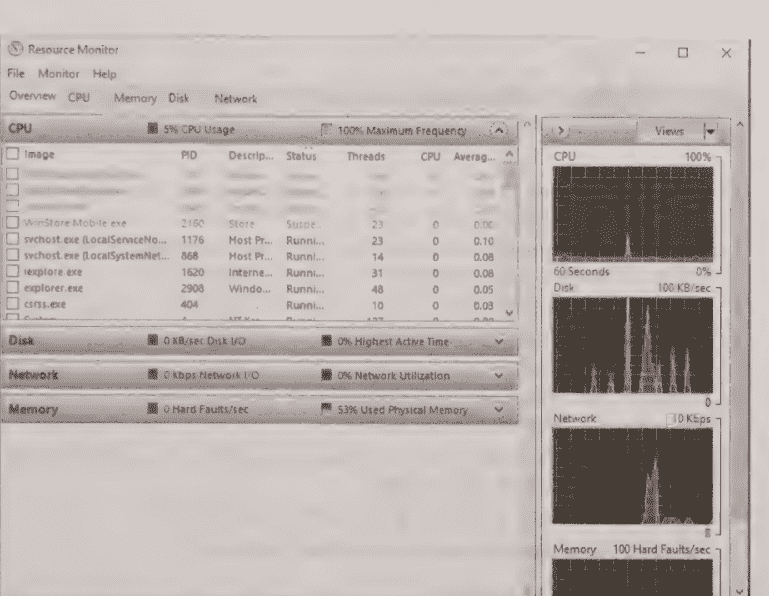 Resource Monitor
File Monitor Help
Overview CPU Memory Disk Network
CPU 5% CPU Usage 100% Maximum Frequency
Image PID Descrip... Status Threads CPU Averag...
WinStore.Mobile.exe 2160 Store Suspe... 23 0 0.00
svchost.exe (LocalServiceNo... 1176 Host Pr... Runni... 23 0 0.10
svchost.exe (LocalSystemNet... 868 Host Pr... Runni... 14 0 0.08
iexplore.exe 1620 Interne... Runni... 31 0 0.08
explorer.exe 2908 Windo... Runni... 48 0 0.05
csrss.exe 404 Runni... 10 0 0.03
Disk 0 KB/sec Disk I/O 0% Highest Active Time
Network 0 Kbps Network I/O 0% Network Utilization
Memory 0 Hard Faults/sec 53% Used Physical Memory
Views
CPU 100%
60 Seconds 0%
Disk 100 KB/sec
0
Network 10 Kbps
Memory 100 Hard Faults/sec